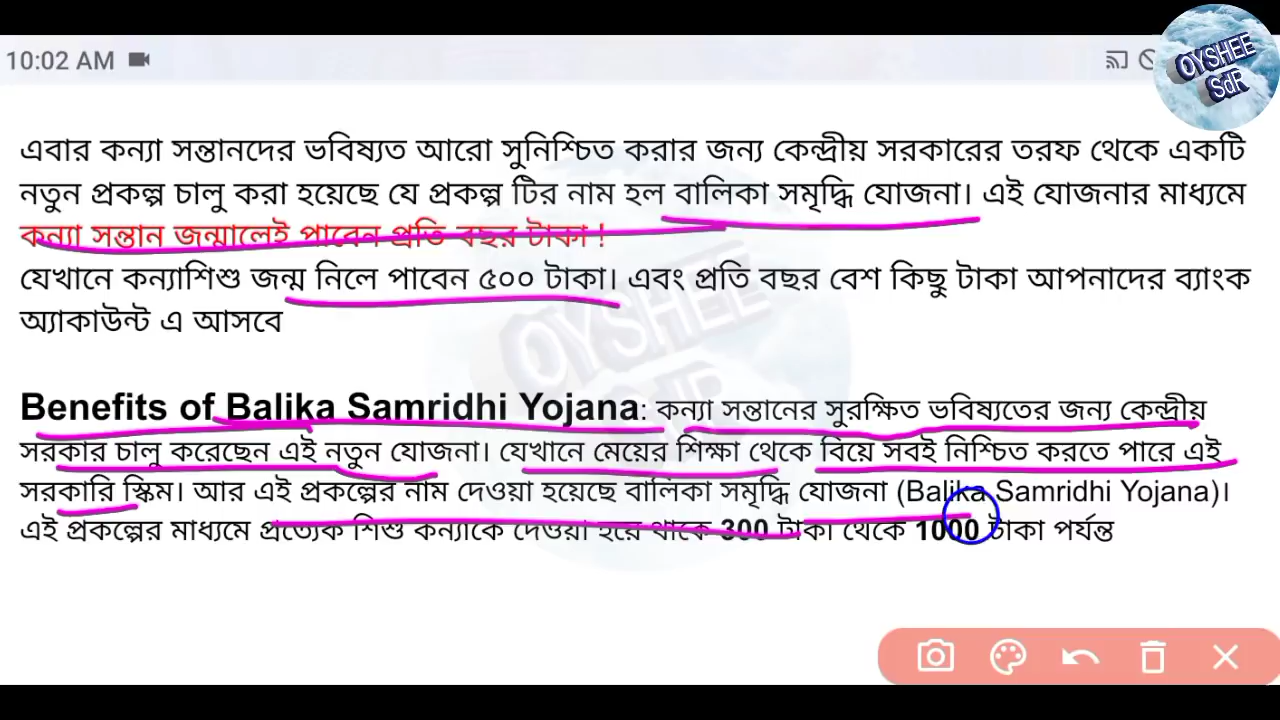 10:02 AM
OYSHEE
SdR
এবার কন্যা সন্তানদের ভবিষ্যত আরো সুনিশ্চিত করার জন্য কেন্দ্রীয় সরকারের তরফ থেকে একটি
নতুন প্রকল্প চালু করা হয়েছে যে প্রকল্প টির নাম হল বালিকা সমৃদ্ধি যোজনা। এই যোজনার মাধ্যমে
কন্যা সন্তান জন্মালেই পাবেন প্রতি বছর টাকা !
যেখানে কন্যাশিশু জন্ম নিলে পাবেন ৫০০ টাকা। এবং প্রতি বছর বেশ কিছু টাকা আপনাদের ব্যাংক
অ্যাকাউন্ট এ আসবে
OYSHEE
SdR
Benefits of Balika Samridhi Yojana: কন্যা সন্তানের সুরক্ষিত ভবিষ্যতের জন্য কেন্দ্রীয়
সরকার চালু করেছেন এই নতুন যোজনা। যেখানে মেয়ের শিক্ষা থেকে বিয়ে সবই নিশ্চিত করতে পারে এই
সরকারি স্কিম। আর এই প্রকল্পের নাম দেওয়া হয়েছে বালিকা সমৃদ্ধি যোজনা (Balika Samridhi Yojana)।
এই প্রকল্পের মাধ্যমে প্রত্যেক শিশু কন্যাকে দেওয়া হয়ে থাকে 300 টাকা থেকে 1000 টাকা পর্যন্ত